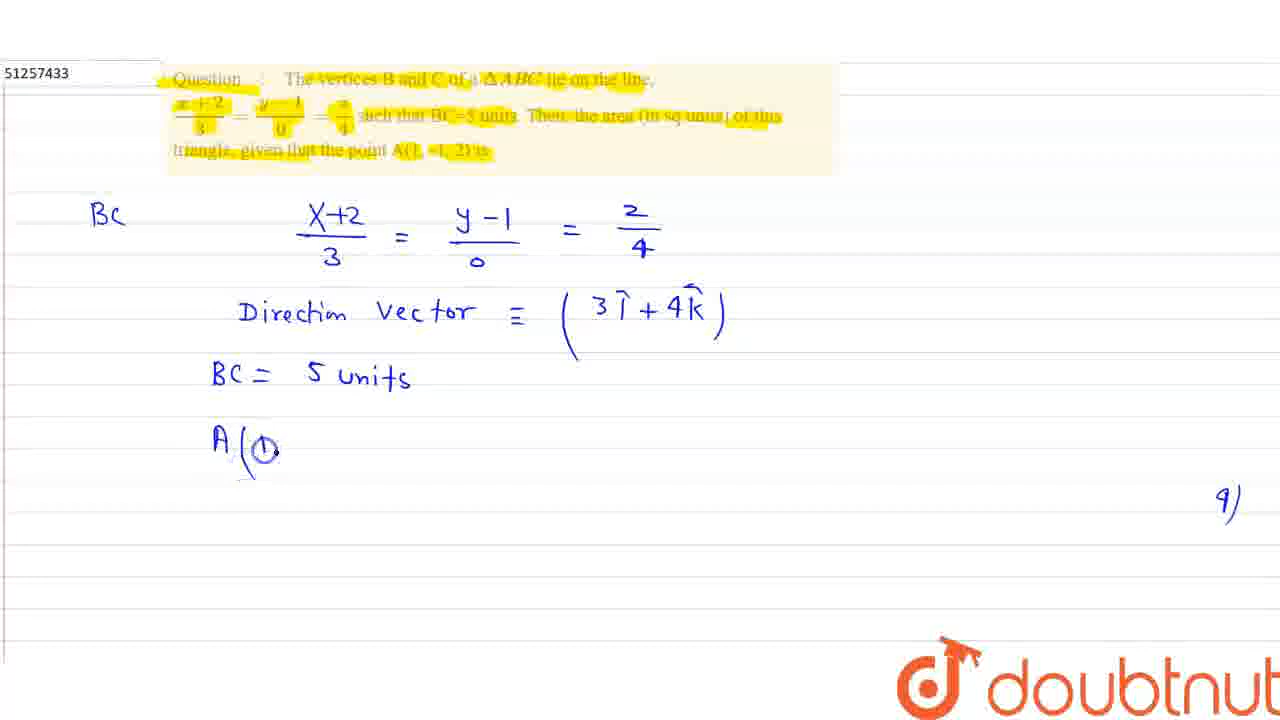 51257433
Question : The vertices B and C of a ΔABC lie on the line,
x + 2 / 3 = y − 1 / 0 = z / 4 such that BC=5 units. Then, the area (in sq units) of this
triangle, given that the point A(1, -1, 2) is
BC x+2 / 3 = y − 1 / 0 = z / 4
Direction Vector ≡ ( 3î + 4k̂ )
BC = 5 units
A (1,
9)
doubtnut